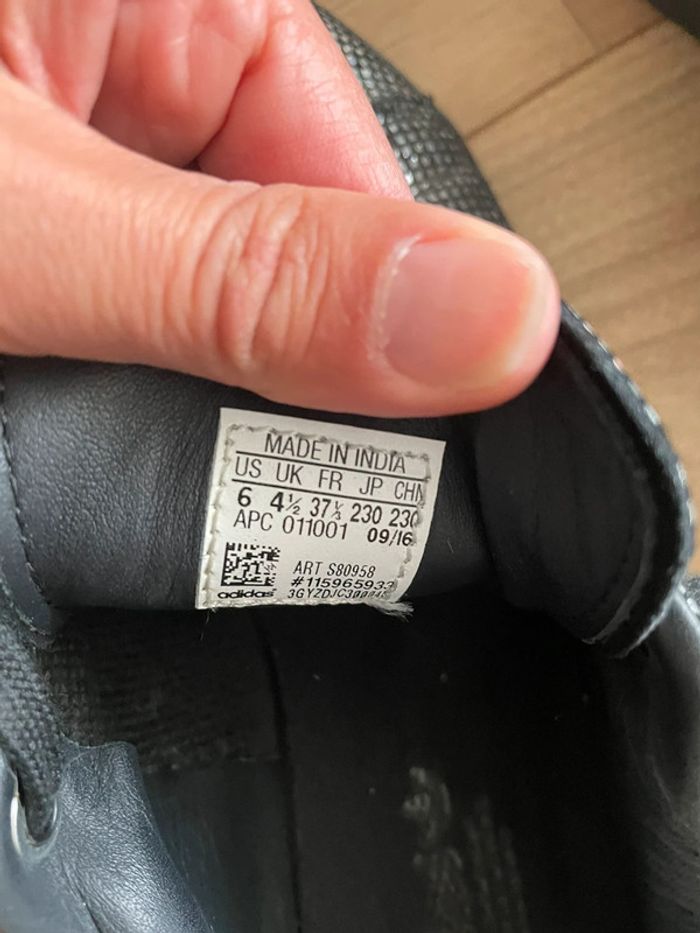 MADE IN INDIA
US UK FR JP CHN
6 4½ 37⅓ 230 230
APC 011001 09/16
ART S80958
#115965933
adidas